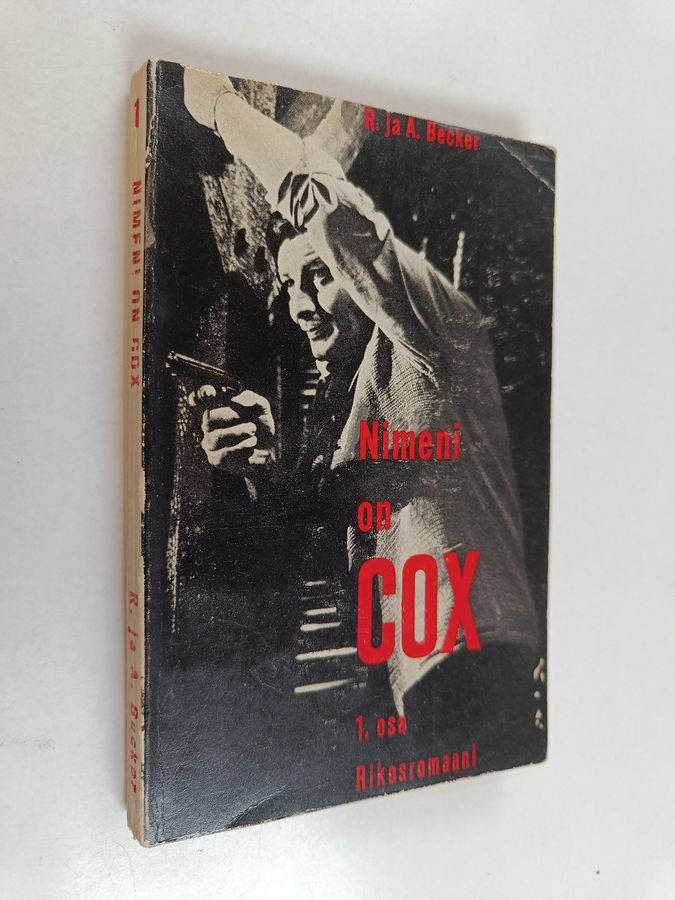 R. ja A. Becker
Nimeni
on
COX
1. osa
Rikosromaani
1 NIMENI ON COX R. ja A. Becker